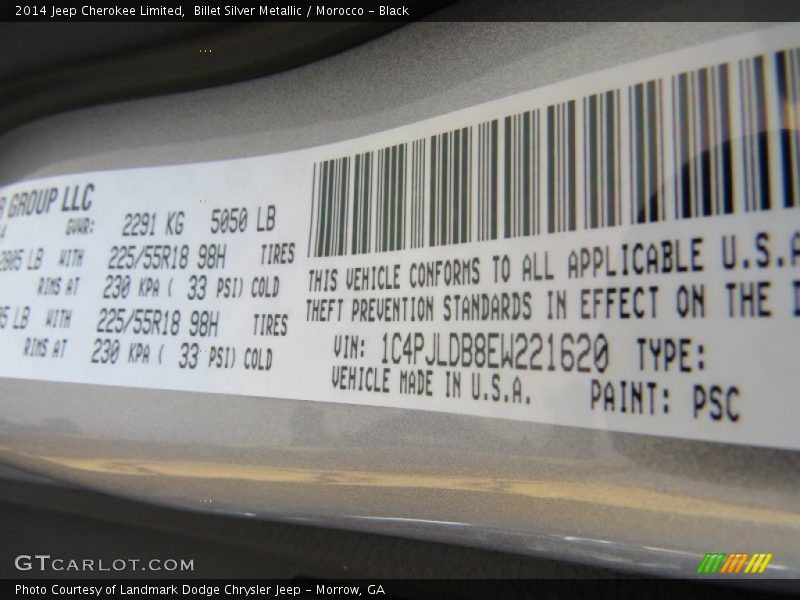 2014 Jeep Cherokee Limited, Billet Silver Metallic / Morocco – Black
GROUP LLC
GVWR: 2291 KG 5050 LB
2805 LB WITH 225/55R18 98H TIRES
RIMS AT 230 KPA ( 33 PSI) COLD
LB WITH 225/55R18 98H TIRES
RIMS AT 230 KPA ( 33 PSI) COLD
THIS VEHICLE CONFORMS TO ALL APPLICABLE U.S.A
THEFT PREVENTION STANDARDS IN EFFECT ON THE
VIN: 1C4PJLDB8EW221620 TYPE:
VEHICLE MADE IN U.S.A. PAINT: PSC
GTCARLOT.COM
Photo Courtesy of Landmark Dodge Chrysler Jeep – Morrow, GA